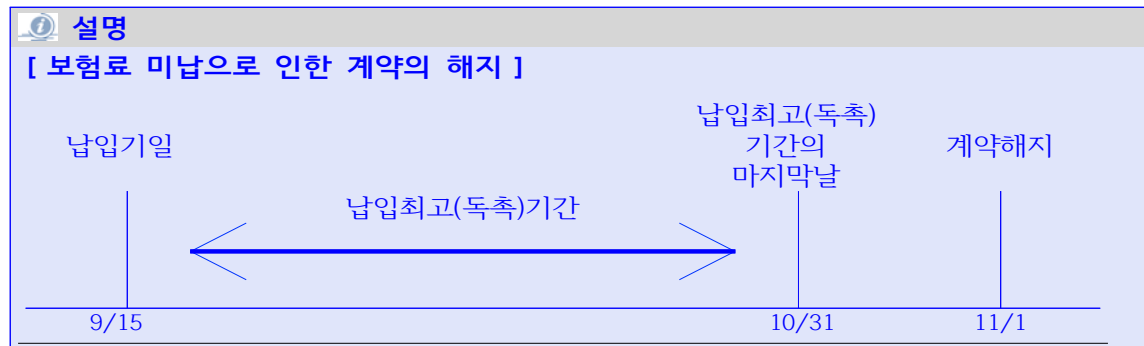 설명
[ 보험료 미납으로 인한 계약의 해지 ]
납입기일
납입최고(독촉)
기간의
마지막날
계약해지
납입최고(독촉)기간
9/15
10/31
11/1